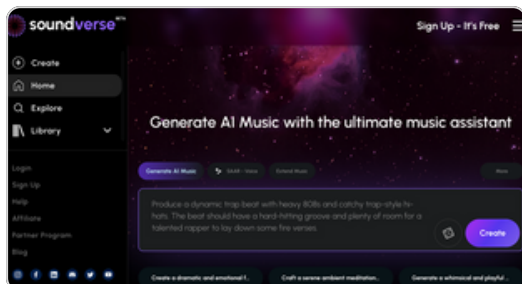 soundverse BETA
Sign Up - It's Free
Create
Home
Explore
Library
Login
Sign Up
Help
Affiliate
Partner Program
Blog
Generate AI Music with the ultimate music assistant
Generate AI Music
Extend Music
More
Produce a dynamic trap beat with heavy 808s and catchy trap-style hi-
hats. The beat should have a hard-hitting groove and plenty of room for a
talented rapper to lay down some fire verses.
Create
Create a dramatic and emotional f...
Craft a serene ambient meditation...
Generate a whimsical and playful ...